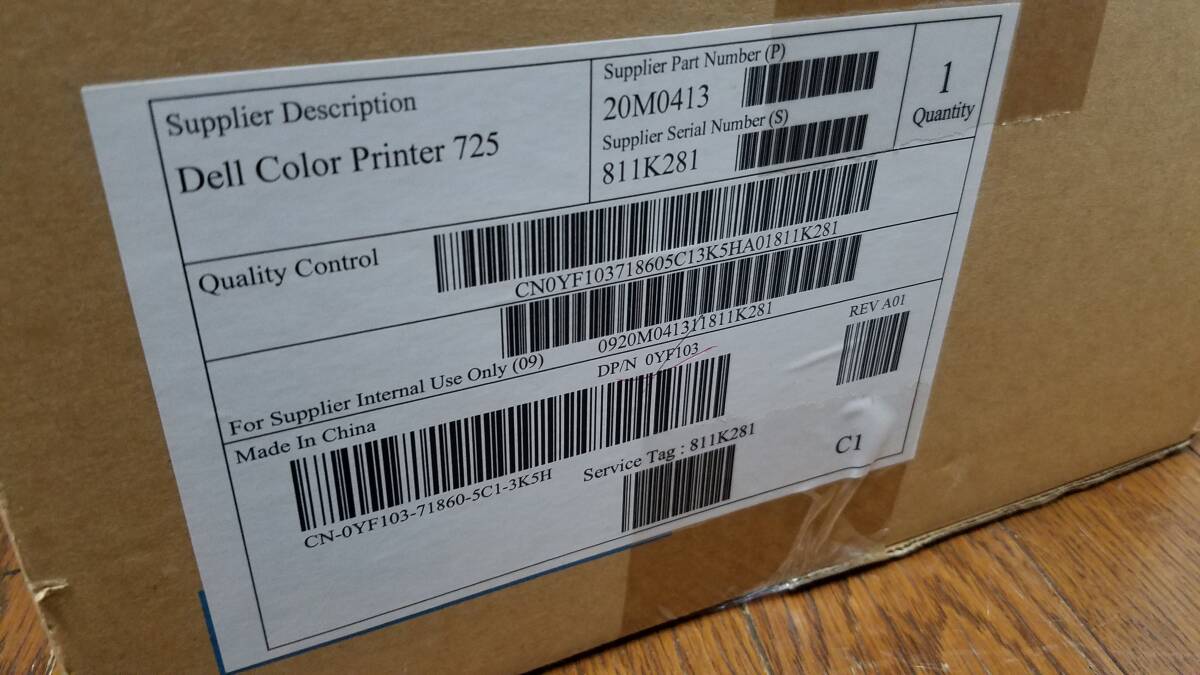 Supplier Description
Dell Color Printer 725
Supplier Part Number (P)
20M0413
Supplier Serial Number (S)
811K281
1
Quantity
Quality Control
CN0YF103718605C13K5HA01811K281
For Supplier Internal Use Only (09)
0920M041311811K281
Made In China
DP/N 0YF103
REV A01
CN-0YF103-71860-5C1-3K5H
Service Tag : 811K281
C1